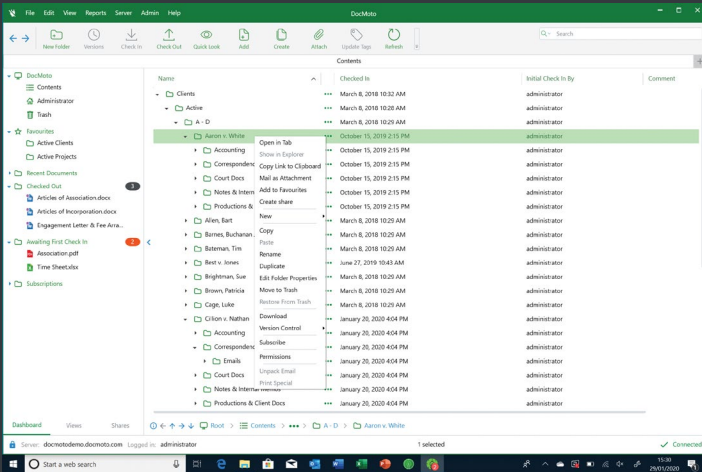 File Edit View Reports Server Admin Help
DocMoto
New Folder Versions Check In Check Out Quick Look Add Create Attach Update Tags Refresh
Search
Contents
Name Checked In Initial Check In By Comment
DocMoto
Contents
Administrator
Trash
Favourites
Active Clients
Active Projects
Recent Documents
Checked Out 3
Articles of Association.docx
Articles of Incorporation.docx
Engagement Letter & Fee Arra...
Awaiting First Check In 2
Association.pdf
Time Sheet.xlsx
Subscriptions
Clients ••• March 8, 2018 10:32 AM administrator
Active ••• March 8, 2018 10:28 AM administrator
A - D ••• March 8, 2018 10:29 AM administrator
Aaron v. White ••• October 15, 2019 2:15 PM administrator
Accounting ••• October 15, 2019 2:15 PM administrator
Correspondenc ••• October 15, 2019 2:15 PM administrator
Court Docs ••• October 15, 2019 2:15 PM administrator
Notes & Intern ••• October 15, 2019 2:15 PM administrator
Productions & ••• October 15, 2019 2:15 PM administrator
Allen, Bart ••• March 8, 2018 10:29 AM administrator
Barnes, Buchanan ••• March 8, 2018 10:29 AM administrator
Bateman, Tim ••• March 8, 2018 10:29 AM administrator
Best v. Jones ••• June 27, 2019 10:43 AM administrator
Brightman, Sue ••• March 8, 2018 10:29 AM administrator
Brown, Patricia ••• March 8, 2018 10:29 AM administrator
Cage, Luke ••• March 8, 2018 10:29 AM administrator
Cillion v. Nathan ••• January 20, 2020 4:04 PM administrator
Accounting ••• January 20, 2020 4:04 PM administrator
Correspondenc ••• January 20, 2020 4:04 PM administrator
Emails ••• January 20, 2020 4:04 PM administrator
Court Docs ••• January 20, 2020 4:04 PM administrator
Notes & Internal Memos ••• January 20, 2020 4:04 PM administrator
Productions & Client Docs ••• January 20, 2020 4:04 PM administrator
Open in Tab
Show in Explorer
Copy Link to Clipboard
Mail as Attachment
Add to Favourites
Create share
New
Copy
Paste
Rename
Duplicate
Edit Folder Properties
Move to Trash
Restore From Trash
Download
Version Control
Subscribe
Permissions
Unpack Email
Print Special
Dashboard Views Shares
Root > Contents > ••• > A - D > Aaron v. White
Server: docmotodemo.docmoto.com Logged in: administrator 1 selected Connected
Start a web search
15:30
29/01/2020